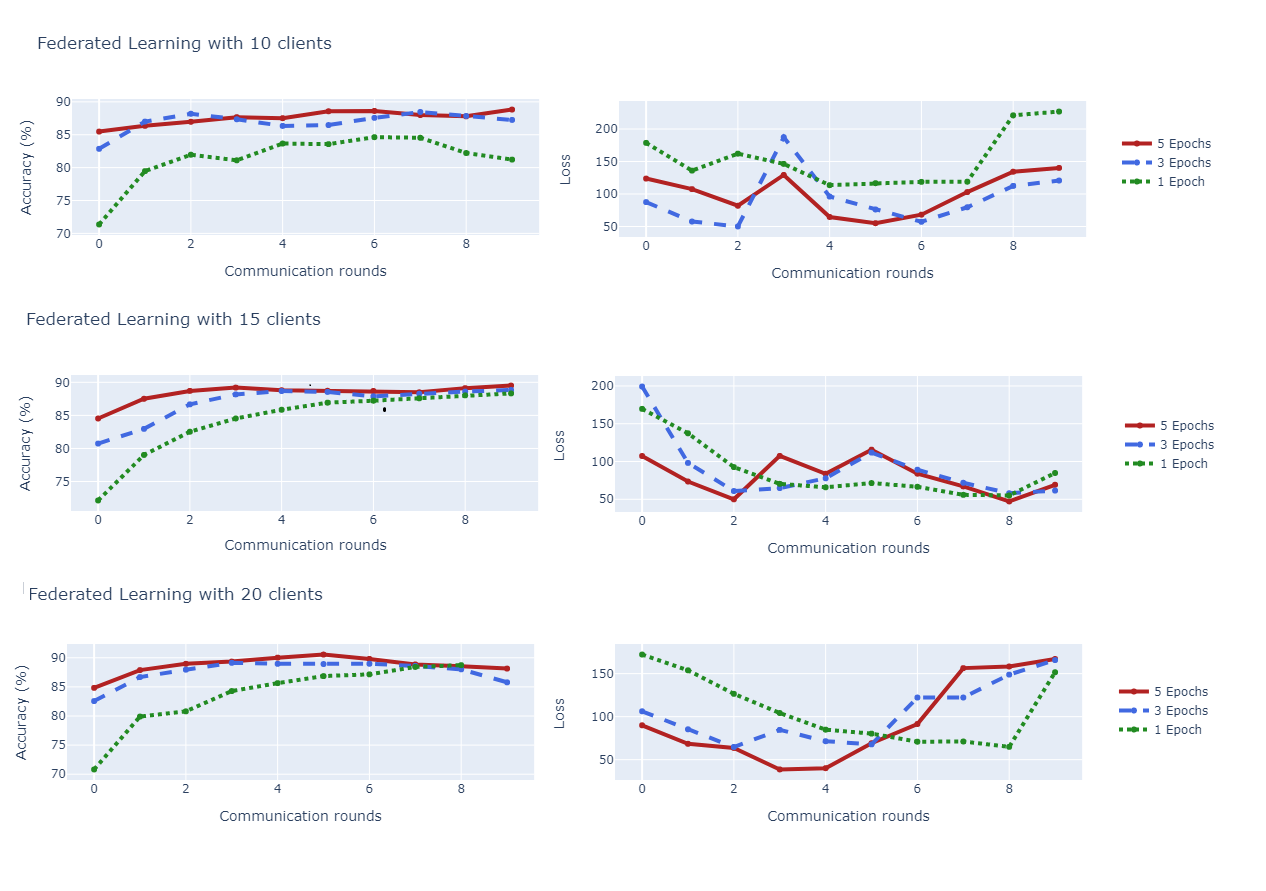 Federated Learning with 10 clients
Accuracy (%)
90
85
80
75
70
0 2 4 6 8
Communication rounds
Loss
200
150
100
50
0 2 4 6 8
Communication rounds
5 Epochs
3 Epochs
1 Epoch
Federated Learning with 15 clients
Accuracy (%)
90
85
80
75
0 2 4 6 8
Communication rounds
Loss
200
150
100
50
0 2 4 6 8
Communication rounds
5 Epochs
3 Epochs
1 Epoch
Federated Learning with 20 clients
Accuracy (%)
90
85
80
75
70
0 2 4 6 8
Communication rounds
Loss
150
100
50
0 2 4 6 8
Communication rounds
5 Epochs
3 Epochs
1 Epoch